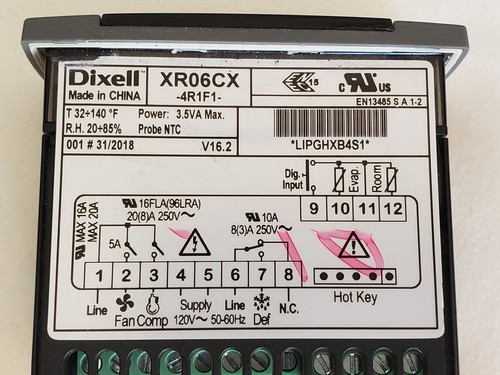 Dixell
Made in CHINA
XR06CX
-4R1F1-
15
c RU US
EN13485 S A 1-2
T 32÷140 °F Power: 3.5VA Max.
R.H. 20÷85% Probe NTC
001 # 31/2018 V16.2
*LIPGHXB4S1*
Dig.
Input
Evap.
Room
9 10 11 12
MAX 16A
MAX 20A
16FLA(96LRA)
20(8)A 250V~
5A
10A
8(3)A 250V~
1 2 3 4 5 6 7 8
Line Fan Comp Supply Line Def N.C.
120V~ 50-60Hz
Hot Key